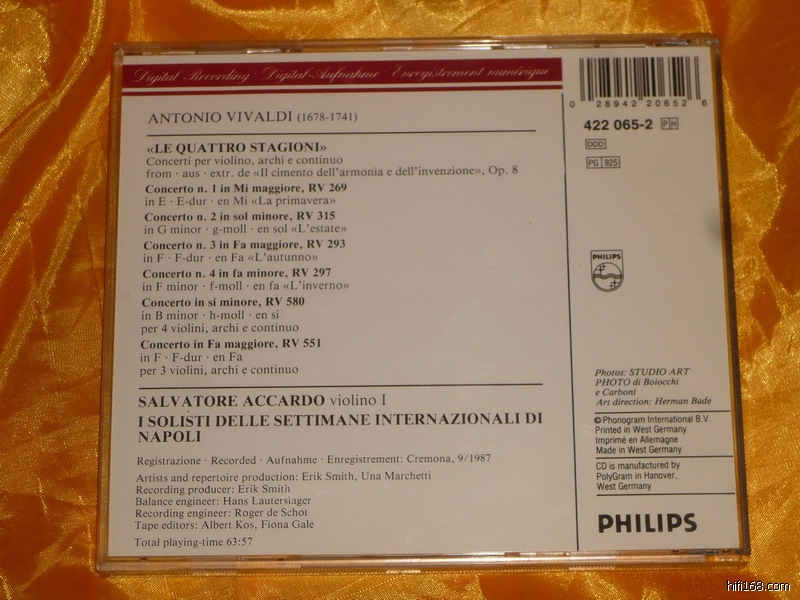 Digital Recording · Digital-Aufnahme · Enregistrement numérique
ANTONIO VIVALDI (1678-1741)
«LE QUATTRO STAGIONI»
Concerti per violino, archi e continuo
from · aus · extr. de «Il cimento dell'armonia e dell'invenzione», Op. 8
Concerto n. 1 in Mi maggiore, RV 269
in E · E-dur · en Mi «La primavera»
Concerto n. 2 in sol minore, RV 315
in G minor · g-moll · en sol «L'estate»
Concerto n. 3 in Fa maggiore, RV 293
in F · F-dur · en Fa «L'autunno»
Concerto n. 4 in fa minore, RV 297
in F minor · f-moll · en fa «L'inverno»
Concerto in si minore, RV 580
in B minor · h-moll · en si
per 4 violini, archi e continuo
Concerto in Fa maggiore, RV 551
in F · F-dur · en Fa
per 3 violini, archi e continuo
SALVATORE ACCARDO violino I
I SOLISTI DELLE SETTIMANE INTERNAZIONALI DI
NAPOLI
Registrazione · Recorded · Aufnahme · Enregistrement: Cremona, 9/1987
Artists and repertoire production: Erik Smith, Una Marchetti
Recording producer: Erik Smith
Balance engineer: Hans Lauterslager
Recording engineer: Roger de Schot
Tape editors: Albert Kos, Fiona Gale
Total playing-time 63:57
0 28942 20652 6
422 065-2 PH
DDD
PG 925
PHILIPS
Photos: STUDIO ART
PHOTO di Boiocchi
e Carboni
Art direction: Herman Bade
©Phonogram International B.V.
Printed in West Germany
Imprimé en Allemagne
Made in West Germany
CD is manufactured by
PolyGram in Hanover,
West Germany
PHILIPS
hifi168.com